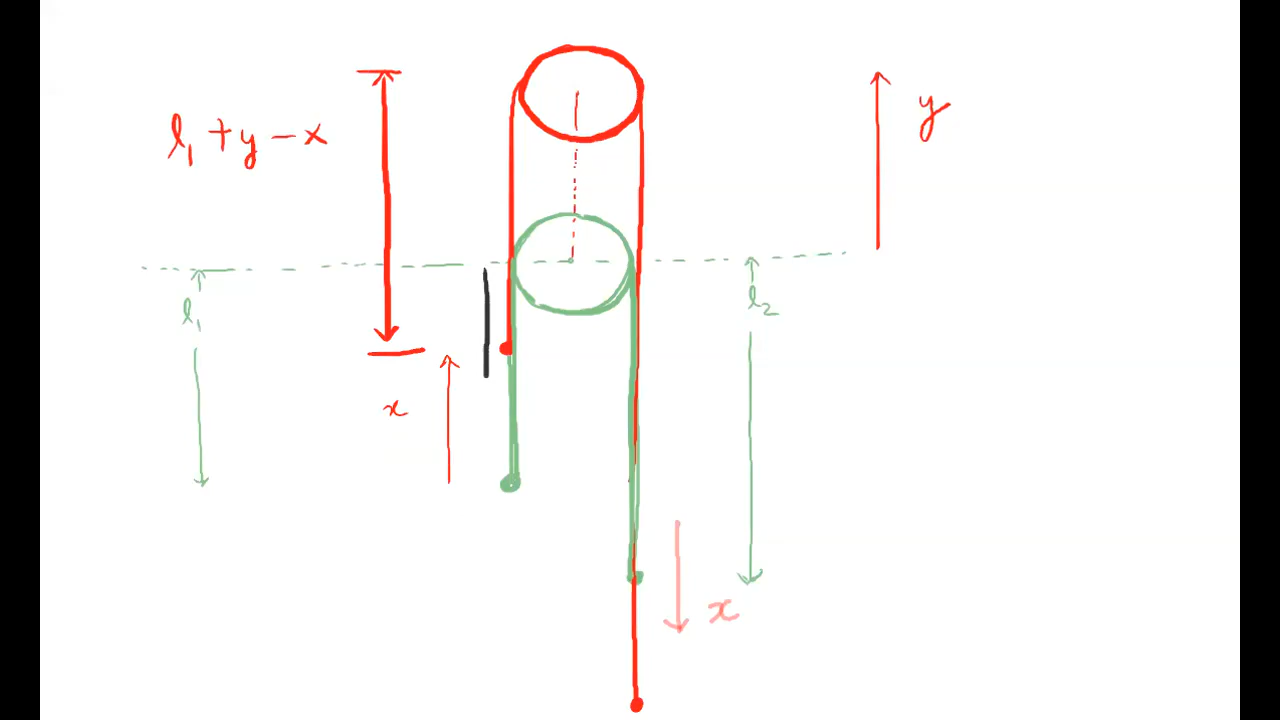 l₁ + y - x
y
l₁
l₂
x
x